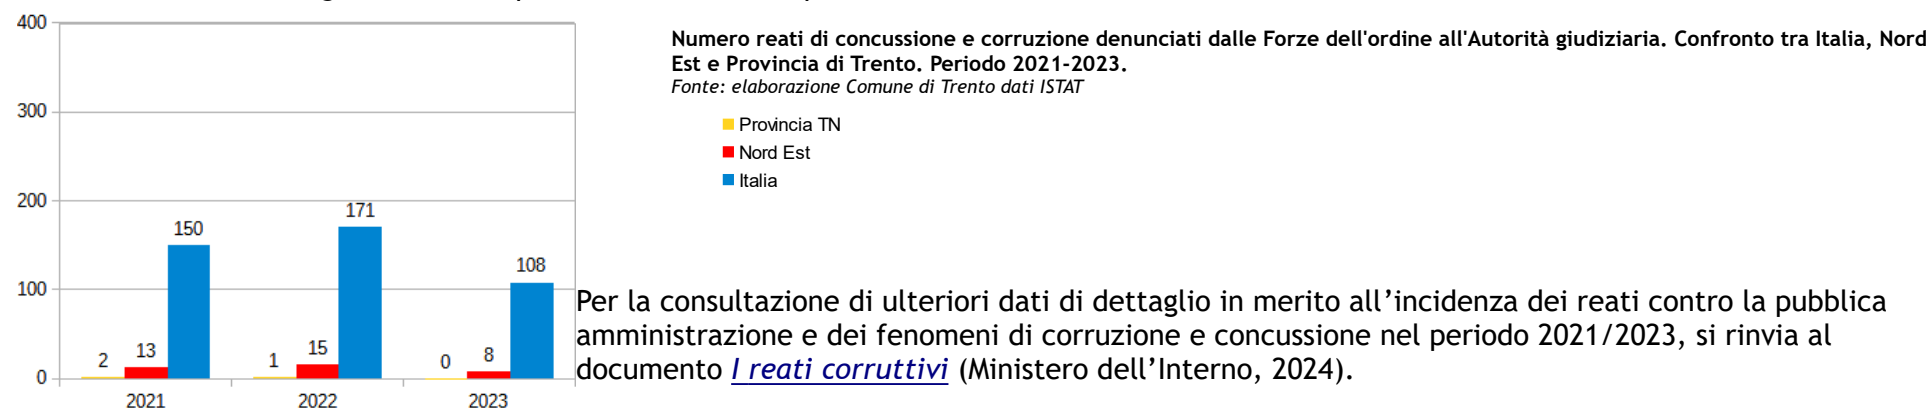 400
300
200
100
0
2
13
150
1
15
171
0
8
108
2021
2022
2023
Numero reati di concussione e corruzione denunciati dalle Forze dell'ordine all'Autorità giudiziaria. Confronto tra Italia, Nord
Est e Provincia di Trento. Periodo 2021-2023.
Fonte: elaborazione Comune di Trento dati ISTAT
Provincia TN
Nord Est
Italia
Per la consultazione di ulteriori dati di dettaglio in merito all’incidenza dei reati contro la pubblica
amministrazione e dei fenomeni di corruzione e concussione nel periodo 2021/2023, si rinvia al
documento I reati corruttivi (Ministero dell’Interno, 2024).